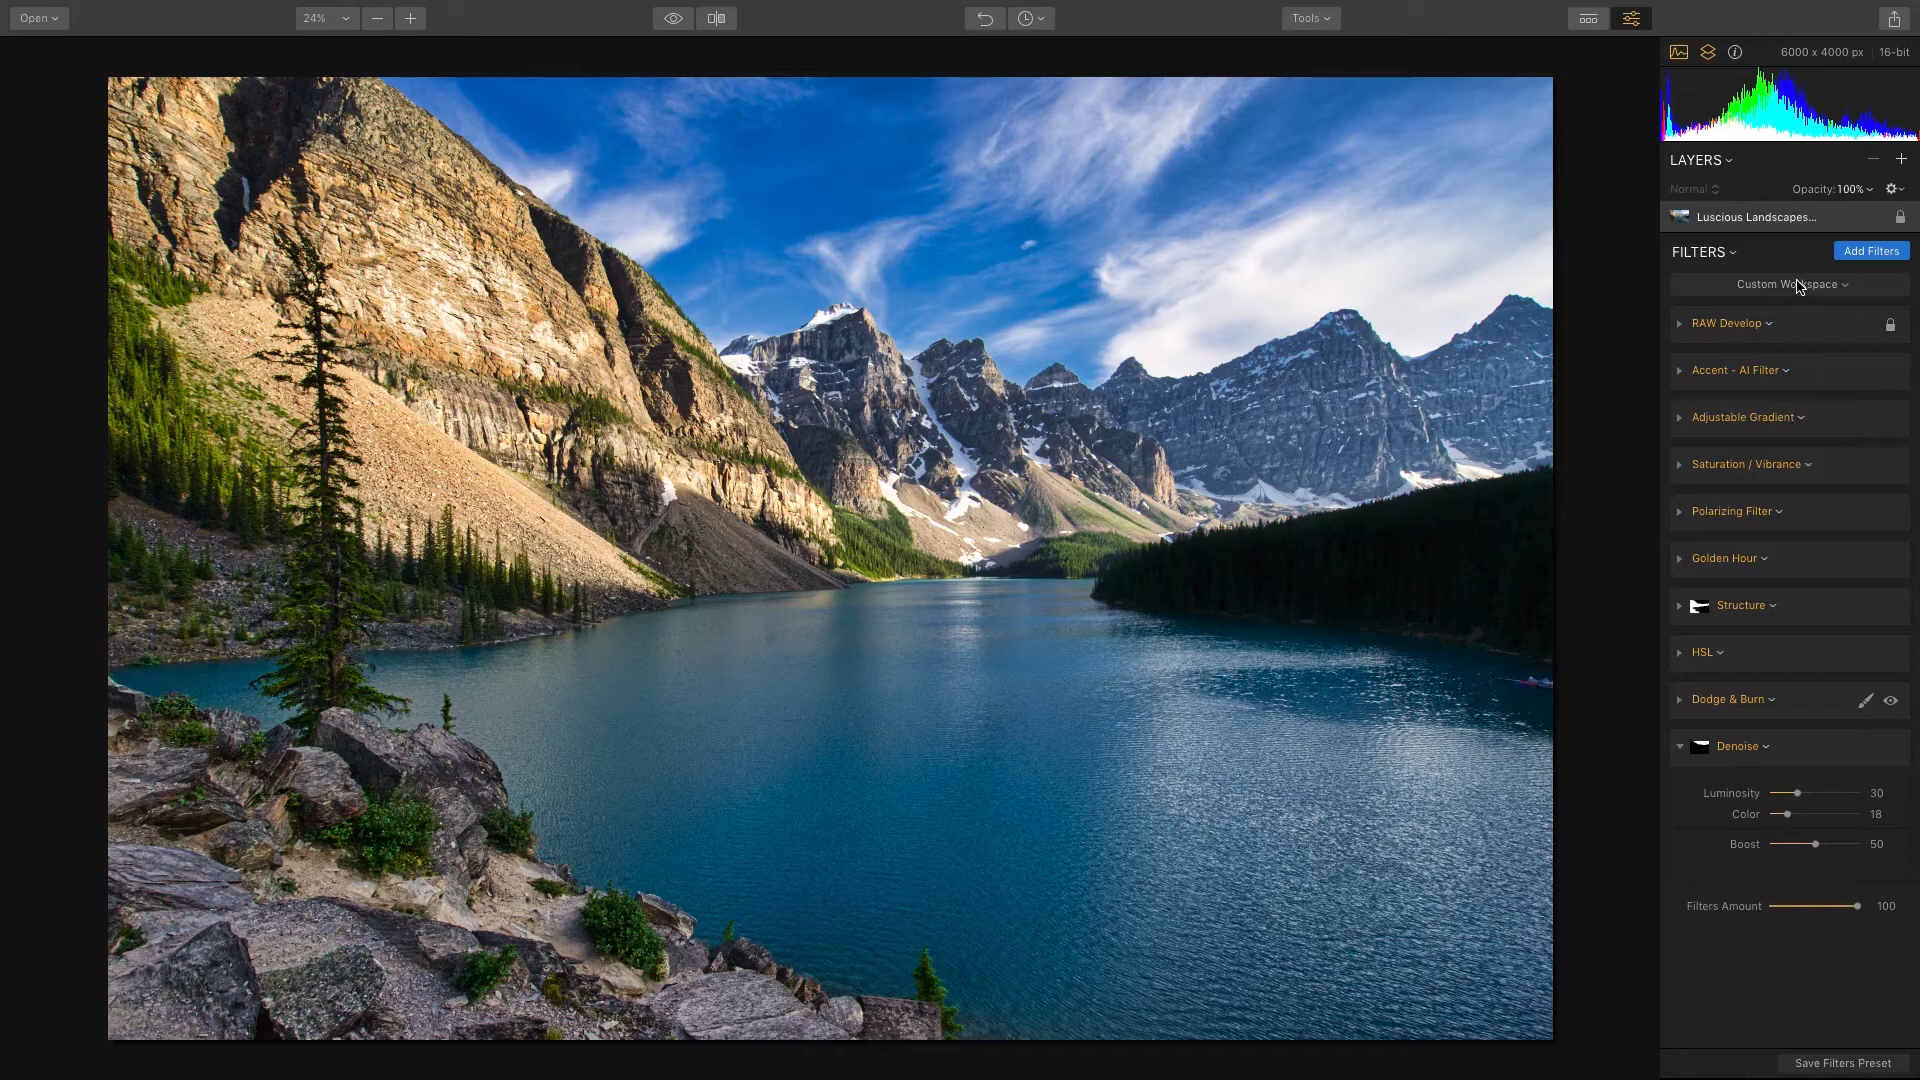 Open
24%
Tools
6000 x 4000 px
16-bit
LAYERS
Normal
Opacity: 100%
Luscious Landscapes...
FILTERS
Add Filters
Custom Workspace
RAW Develop
Accent - AI Filter
Adjustable Gradient
Saturation / Vibrance
Polarizing Filter
Golden Hour
Structure
HSL
Dodge & Burn
Denoise
Luminosity 30
Color 18
Boost 50
Filters Amount 100
Save Filters Preset